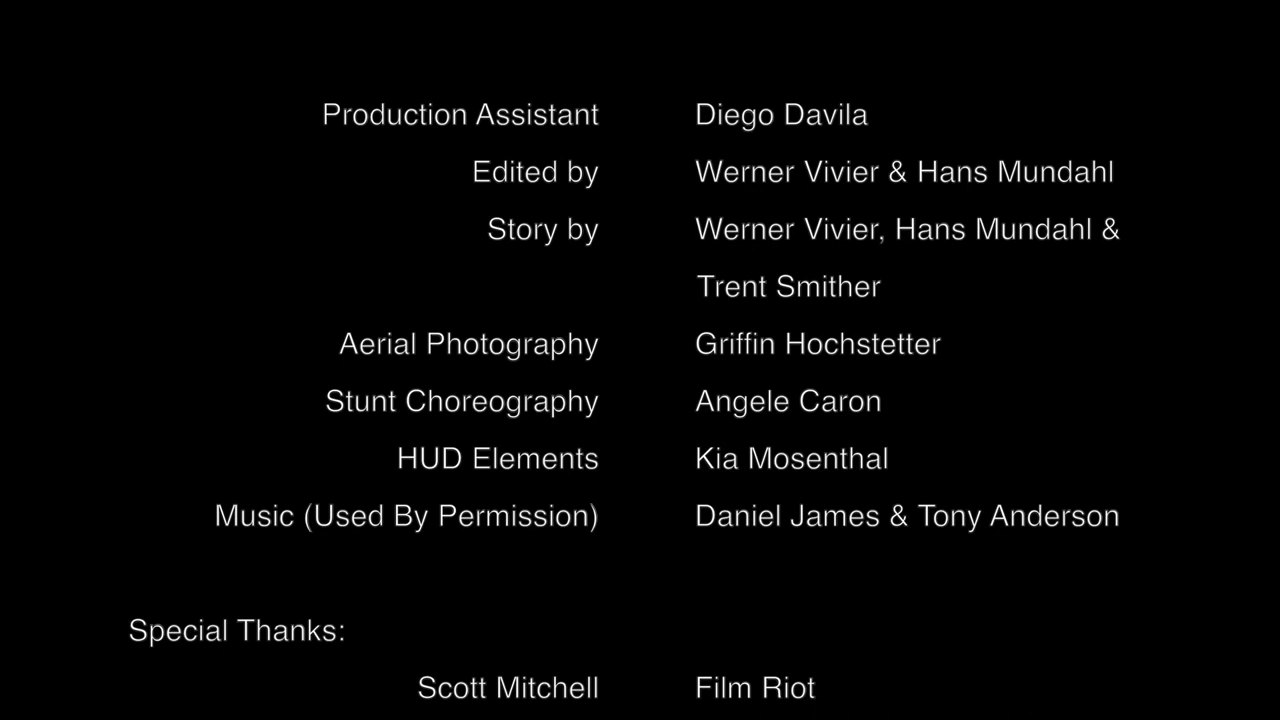 Production Assistant Diego Davila
Edited by Werner Vivier & Hans Mundahl
Story by Werner Vivier, Hans Mundahl &
Trent Smither
Aerial Photography Griffin Hochstetter
Stunt Choreography Angele Caron
HUD Elements Kia Mosenthal
Music (Used By Permission) Daniel James & Tony Anderson
Special Thanks:
Scott Mitchell Film Riot